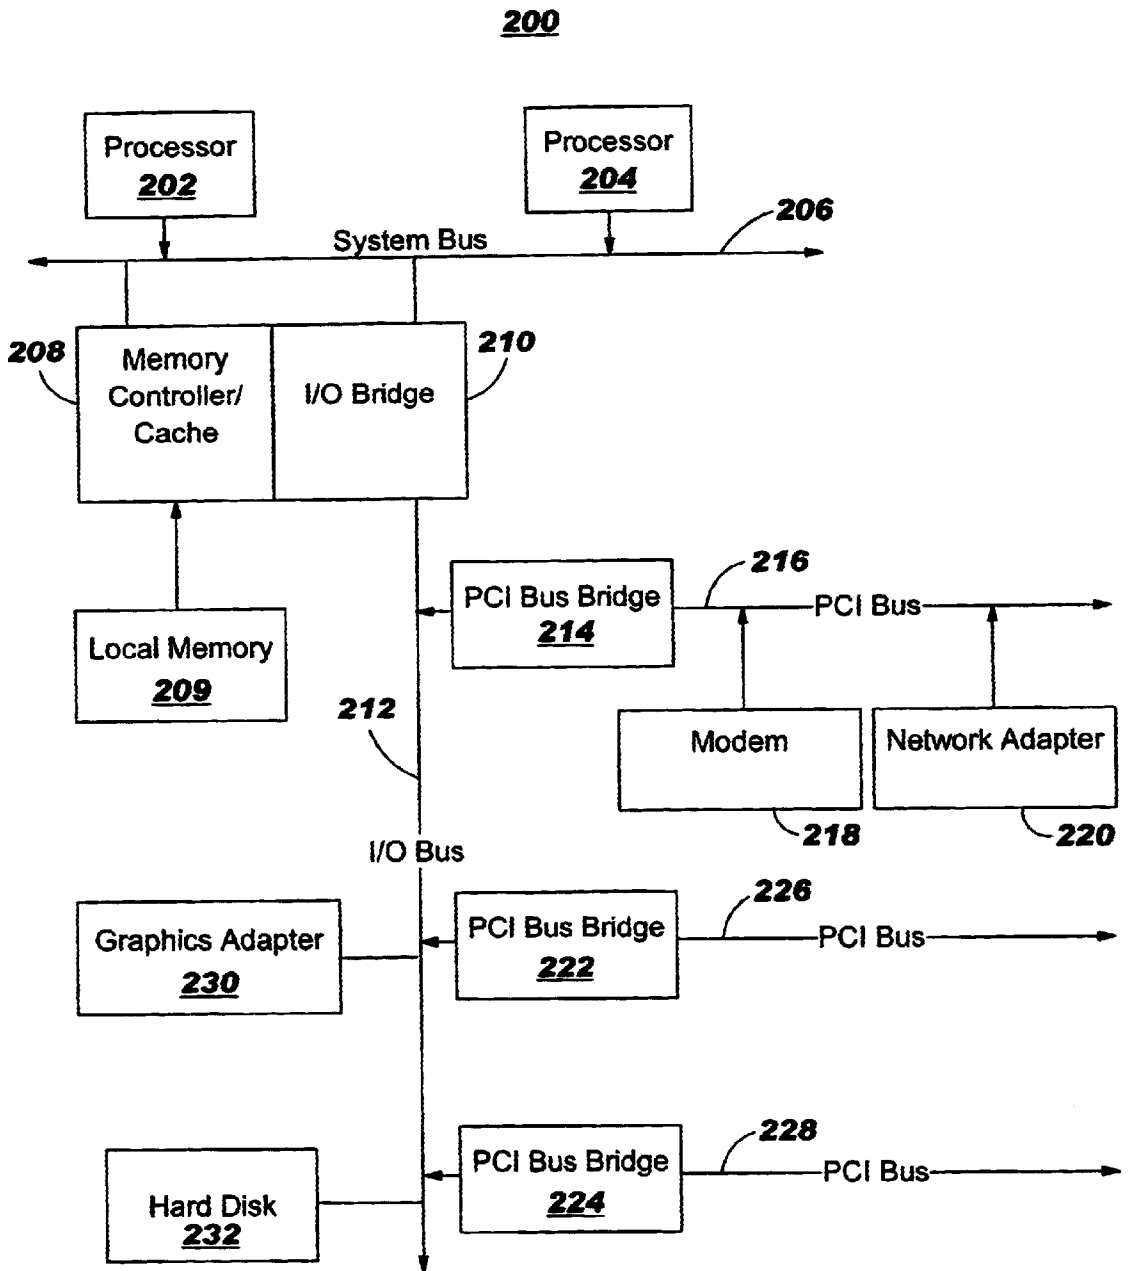 200
Processor
202
Processor
204
206
System Bus
208
Memory
Controller/
Cache
I/O Bridge
210
Local Memory
209
212
PCI Bus Bridge
214
216
PCI Bus
Modem
218
Network Adapter
220
I/O Bus
Graphics Adapter
230
PCI Bus Bridge
222
226
PCI Bus
Hard Disk
232
PCI Bus Bridge
224
228
PCI Bus